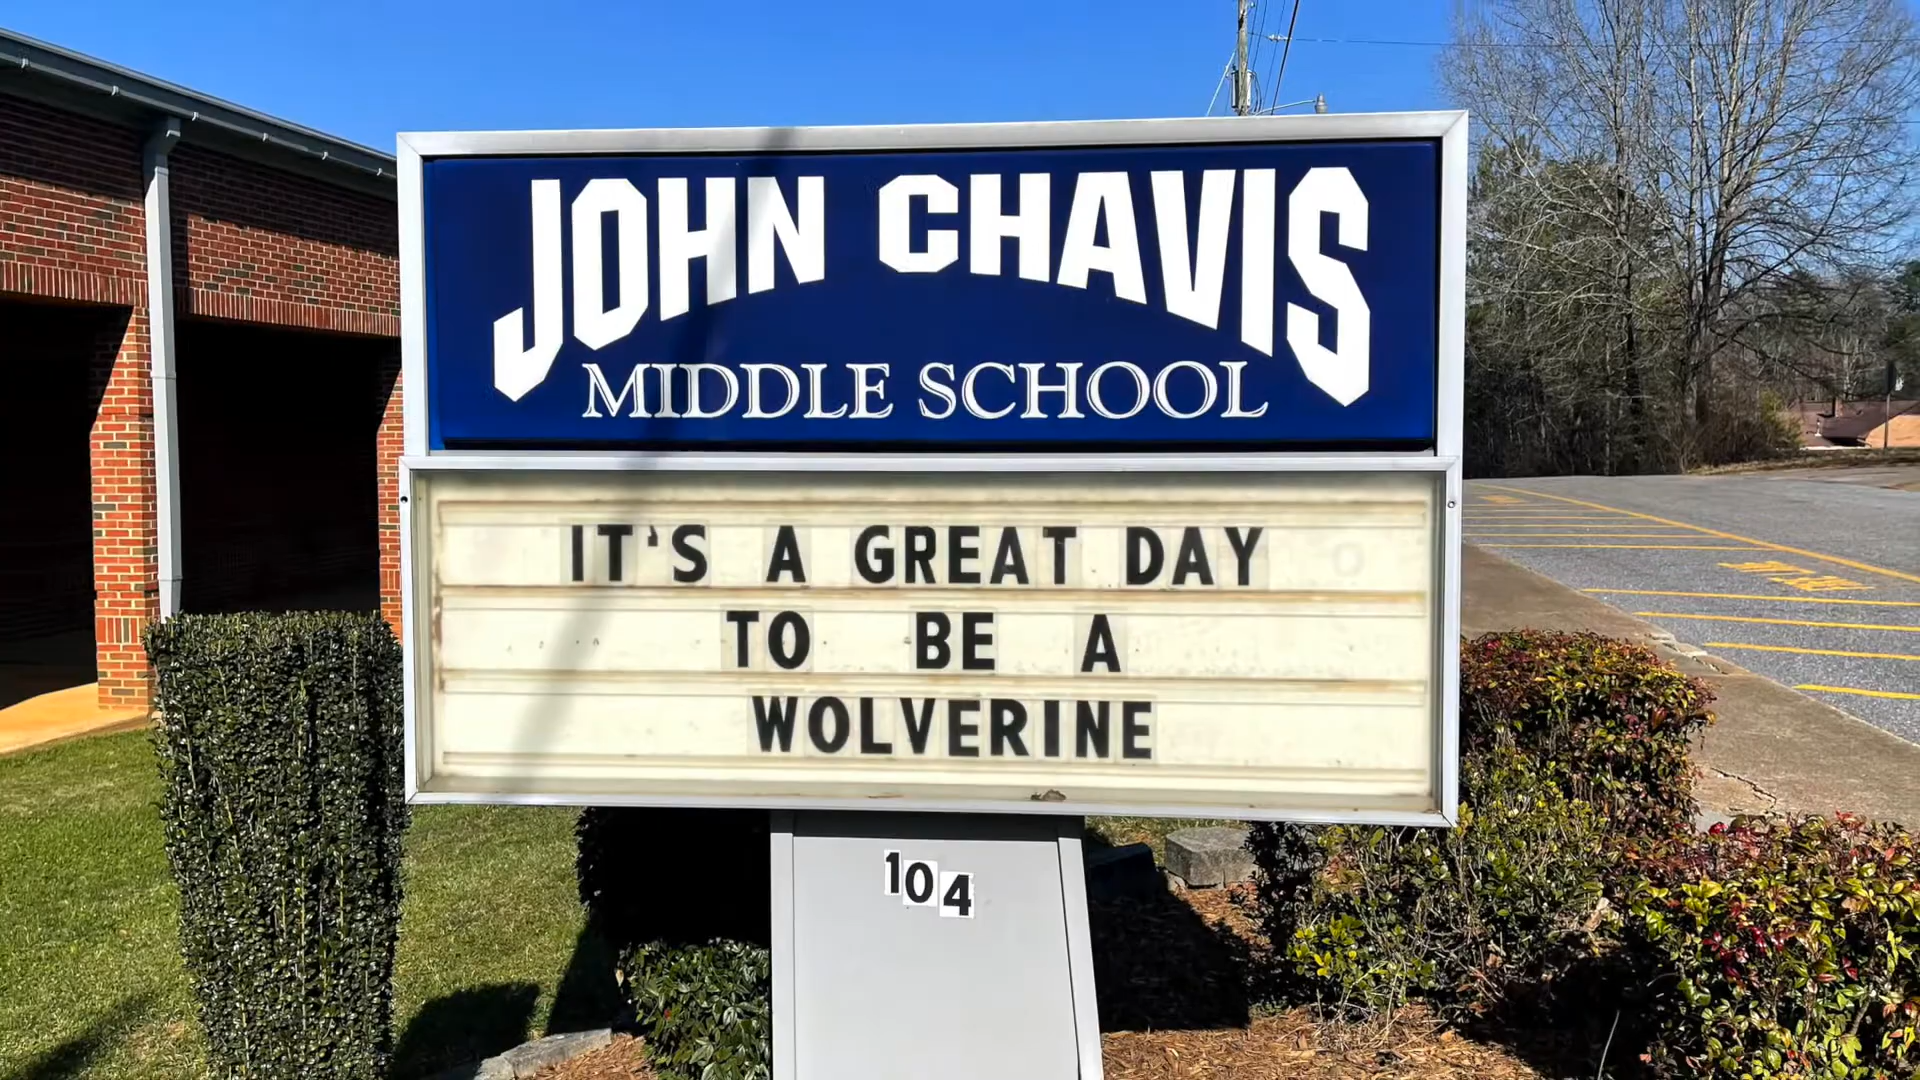 JOHN CHAVIS
MIDDLE SCHOOL
IT'S A GREAT DAY
TO BE A
WOLVERINE
104